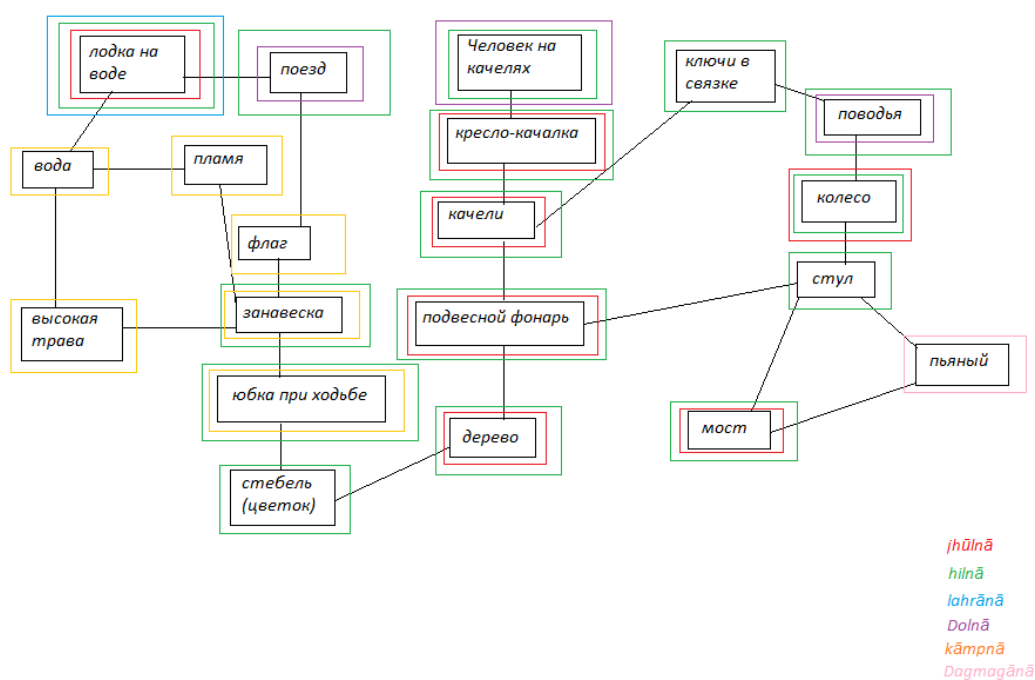 лодка на
воде
поезд
Человек на
качелях
ключи в
связке
поводья
кресло-качалка
вода
пламя
колесо
качели
флаг
стул
занавеска
подвесной фонарь
высокая
трава
пьяный
юбка при ходьбе
мост
дерево
стебель
(цветок)
jhūlnā
hilnā
lahrānā
Dolnā
kāmpnā
Dagmagānā